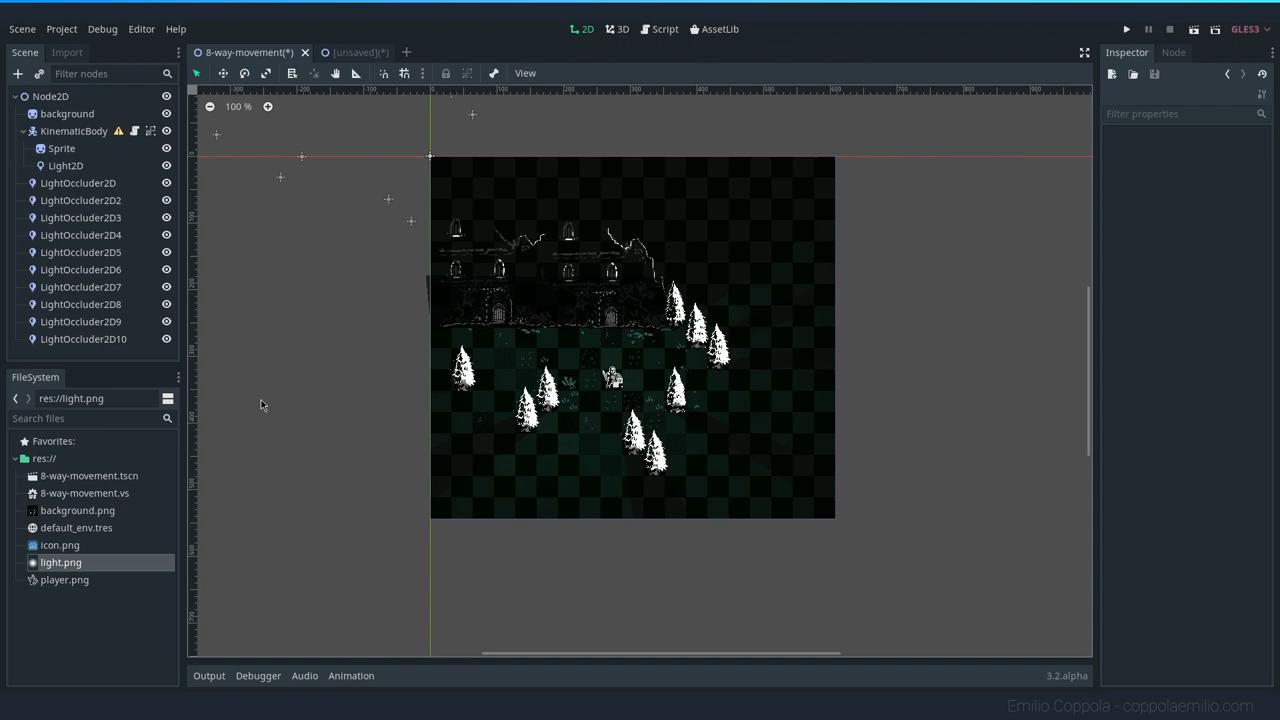 Scene Project Debug Editor Help 2D 3D Script AssetLib GLES3
Scene Import 8-way-movement(*) [unsaved](*) Inspector Node
Filter nodes View
Node2D 100 %
background Filter properties
KinematicBody
Sprite
Light2D
LightOccluder2D
LightOccluder2D2
LightOccluder2D3
LightOccluder2D4
LightOccluder2D5
LightOccluder2D6
LightOccluder2D7
LightOccluder2D8
LightOccluder2D9
LightOccluder2D10
FileSystem
res://light.png
Search files
Favorites:
res://
8-way-movement.tscn
8-way-movement.vs
background.png
default_env.tres
icon.png
light.png
player.png
Output Debugger Audio Animation 3.2.alpha
Emilio Coppola - coppolaemilio.com